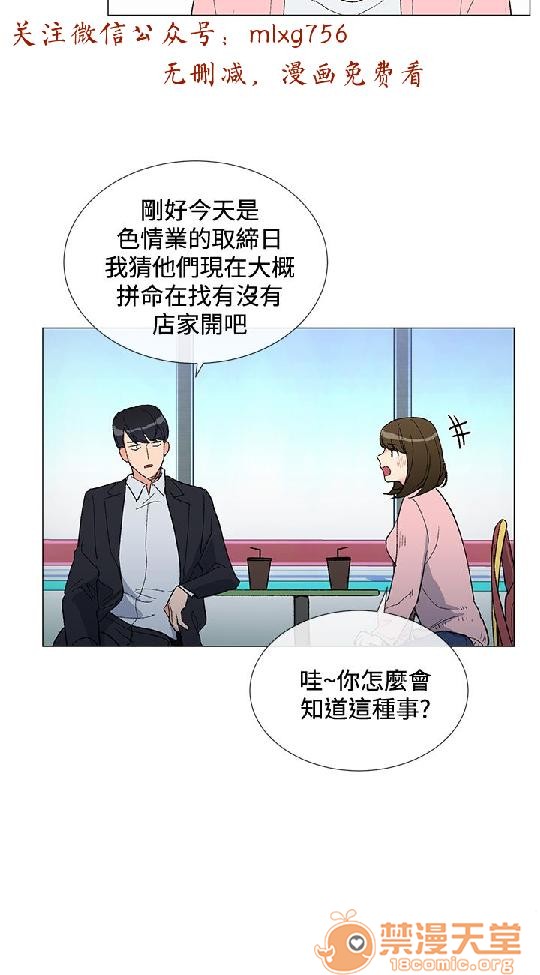 关注微信公众号：mlxg756
无删减，漫画免费看
剛好今天是
色情業的取締日
我猜他們現在大概
拼命在找有沒有
店家開吧
哇~你怎麼會
知道這種事?
禁漫天堂
18comic.org